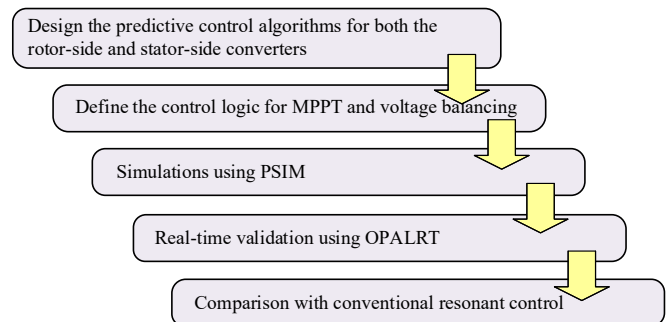 Design the predictive control algorithms for both the
rotor-side and stator-side converters
Define the control logic for MPPT and voltage balancing
Simulations using PSIM
Real-time validation using OPALRT
Comparison with conventional resonant control